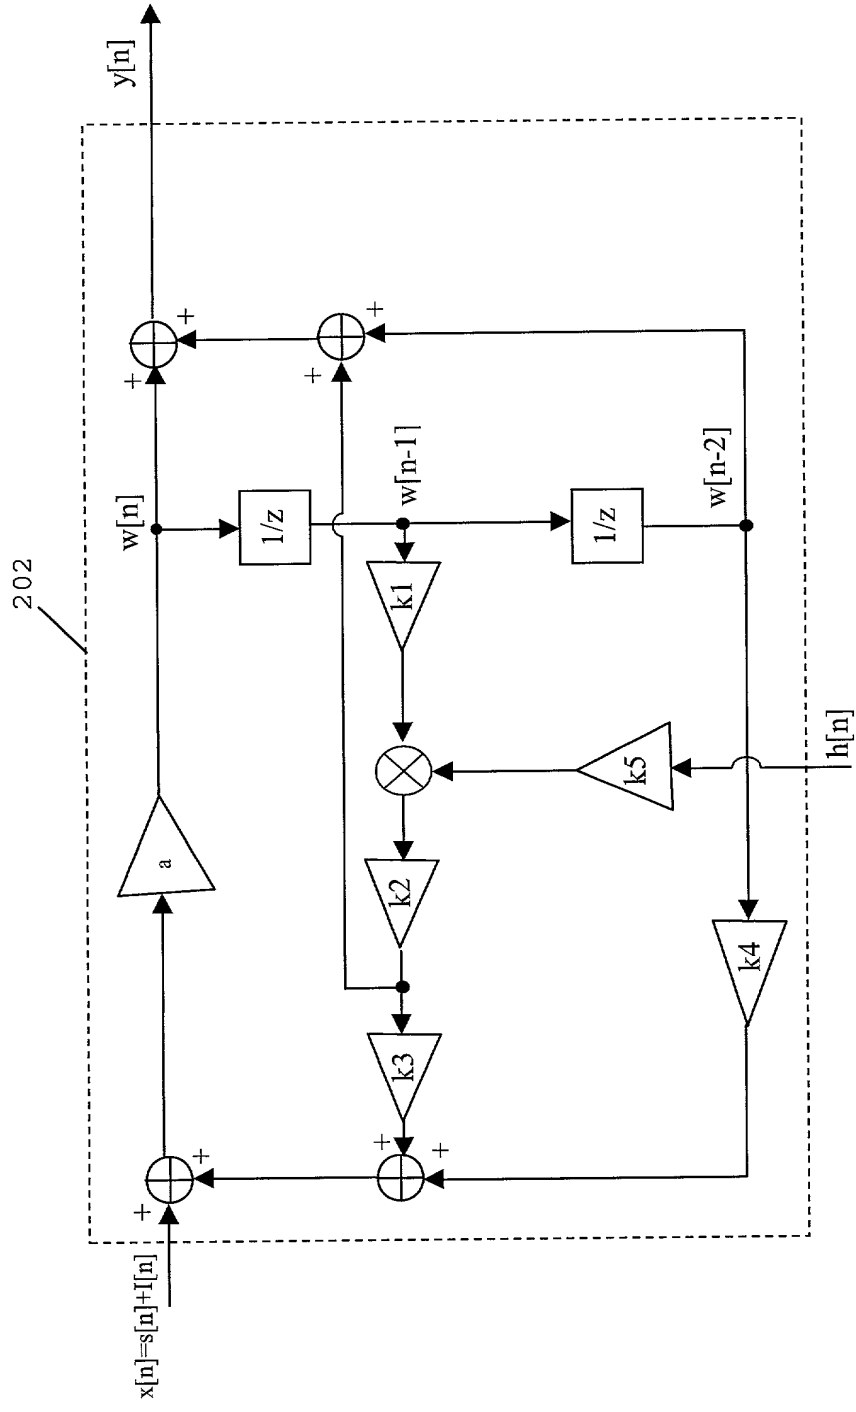 202
x[n]=s[n]+I[n]
+
+
a
w[n]
+
+
y[n]
1/z
+
+
+
+
k3
k2
k1
w[n-1]
k5
1/z
k4
w[n-2]
h[n]